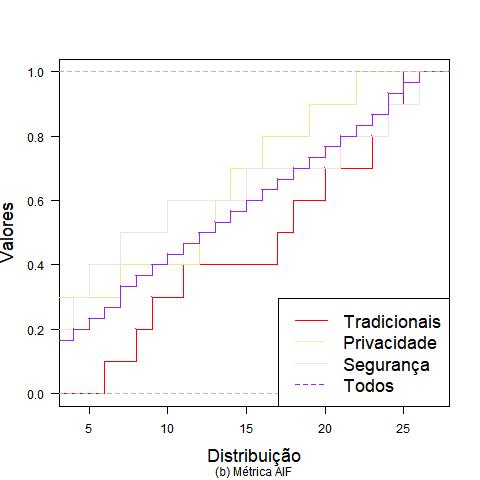 Valores
1.0
0.8
0.6
0.4
0.2
0.0
Tradicionais
Privacidade
Segurança
Todos
5 10 15 20 25
Distribuição
(b) Métrica AIF